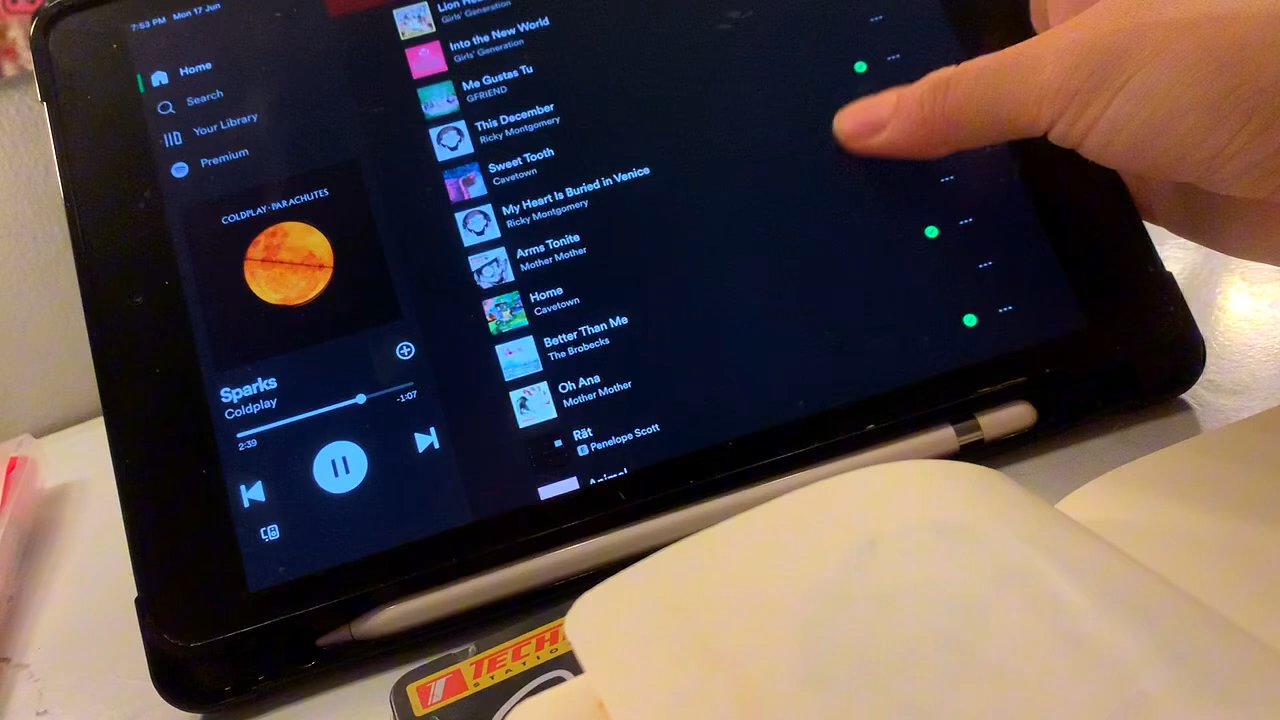 7:53 PM Mon 17 Jun
Home
Search
Your Library
Premium
COLDPLAY·PARACHUTES
Sparks
Coldplay
2:39
-1:07
Lion
Girls' Generation
Into the New World
Girls' Generation
Me Gustas Tu
GFRIEND
This December
Ricky Montgomery
Sweet Tooth
Cavetown
My Heart Is Buried in Venice
Ricky Montgomery
Arms Tonite
Mother Mother
Home
Cavetown
Better Than Me
The Brobecks
Oh Ana
Mother Mother
Rät
E Penelope Scott
Animal
TECH
STATIO